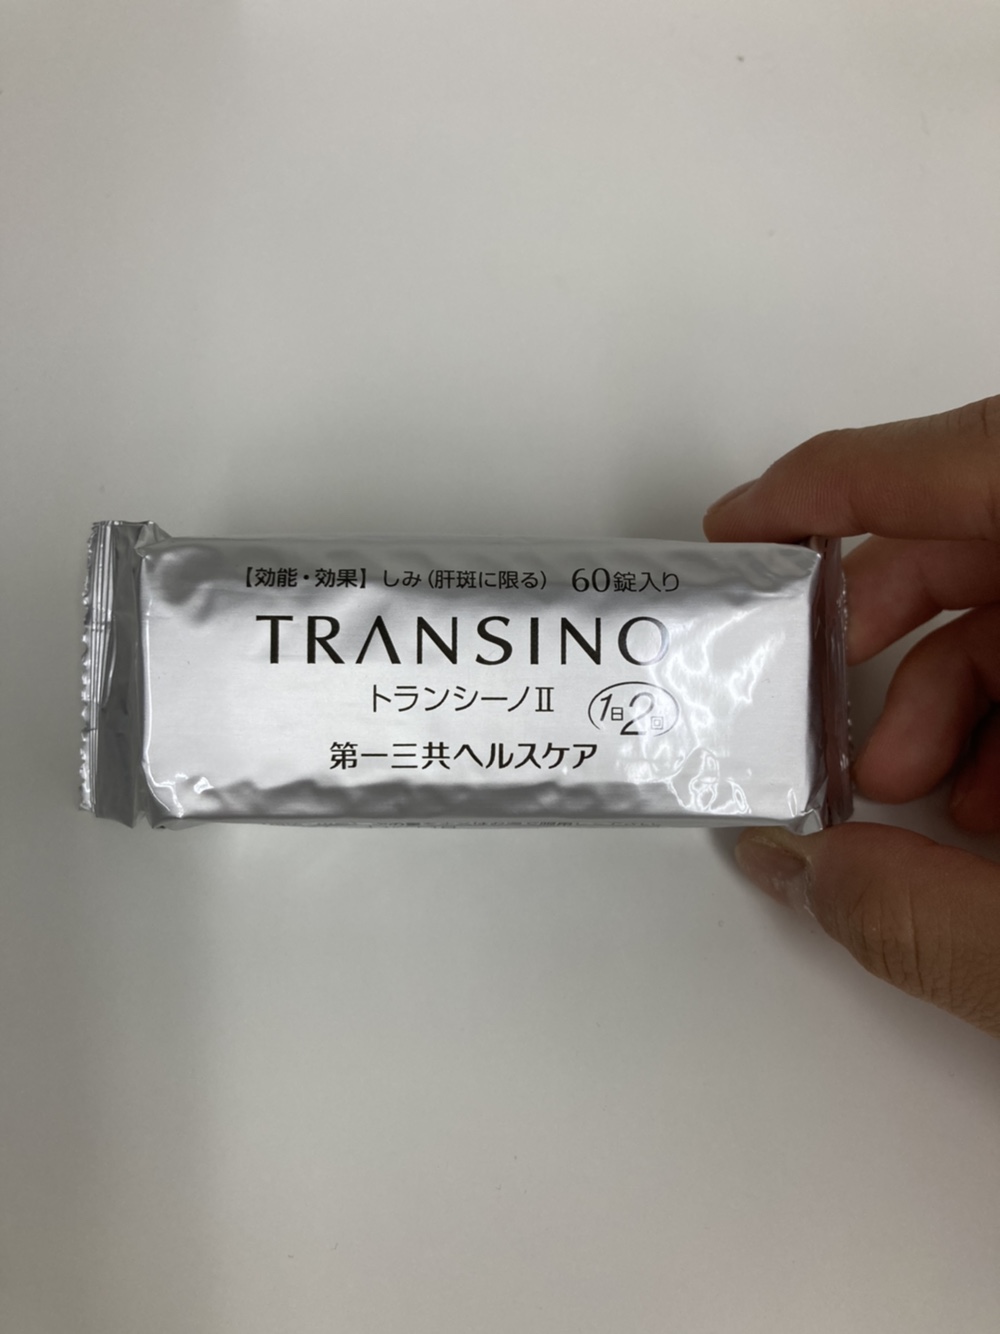 【効能・効果】しみ(肝斑に限る) 60錠入り
TRANSINO
トランシーノⅡ 1日2回
第一三共ヘルスケア